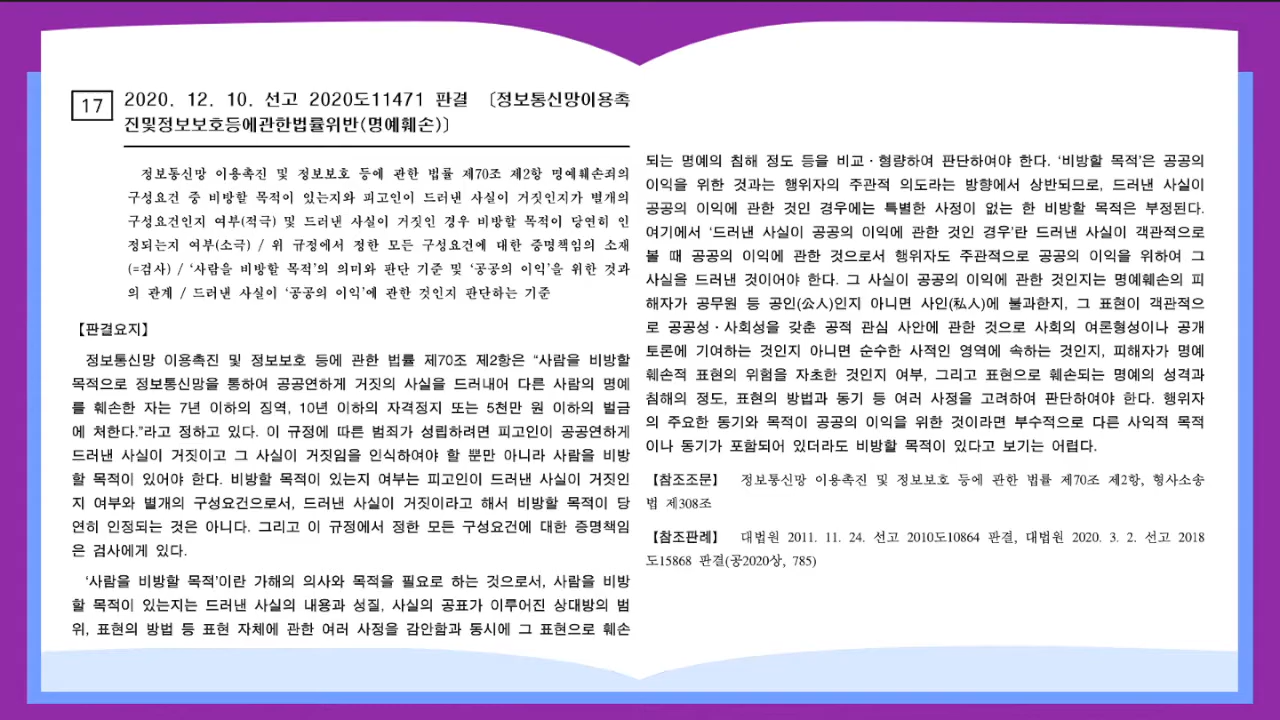 17
2020. 12. 10. 선고 2020도11471 판결 〔정보통신망이용촉
진및정보보호등에관한법률위반(명예훼손)〕
정보통신망 이용촉진 및 정보보호 등에 관한 법률 제70조 제2항 명예훼손죄의
구성요건 중 비방할 목적이 있는지와 피고인이 드러낸 사실이 거짓인지가 별개의
구성요건인지 여부(적극) 및 드러낸 사실이 거짓인 경우 비방할 목적이 당연히 인
정되는지 여부(소극) / 위 규정에서 정한 모든 구성요건에 대한 증명책임의 소재
(=검사) / ‘사람을 비방할 목적’의 의미와 판단 기준 및 ‘공공의 이익’을 위한 것과
의 관계 / 드러낸 사실이 ‘공공의 이익’에 관한 것인지 판단하는 기준
【판결요지】
정보통신망 이용촉진 및 정보보호 등에 관한 법률 제70조 제2항은 “사람을 비방할
목적으로 정보통신망을 통하여 공공연하게 거짓의 사실을 드러내어 다른 사람의 명예
를 훼손한 자는 7년 이하의 징역, 10년 이하의 자격정지 또는 5천만 원 이하의 벌금
에 처한다.”라고 정하고 있다. 이 규정에 따른 범죄가 성립하려면 피고인이 공공연하게
드러낸 사실이 거짓이고 그 사실이 거짓임을 인식하여야 할 뿐만 아니라 사람을 비방
할 목적이 있어야 한다. 비방할 목적이 있는지 여부는 피고인이 드러낸 사실이 거짓인
지 여부와 별개의 구성요건으로서, 드러낸 사실이 거짓이라고 해서 비방할 목적이 당
연히 인정되는 것은 아니다. 그리고 이 규정에서 정한 모든 구성요건에 대한 증명책임
은 검사에게 있다.
‘사람을 비방할 목적’이란 가해의 의사와 목적을 필요로 하는 것으로서, 사람을 비방
할 목적이 있는지는 드러낸 사실의 내용과 성질, 사실의 공표가 이루어진 상대방의 범
위, 표현의 방법 등 표현 자체에 관한 여러 사정을 감안함과 동시에 그 표현으로 훼손
되는 명예의 침해 정도 등을 비교·형량하여 판단하여야 한다. ‘비방할 목적’은 공공의
이익을 위한 것과는 행위자의 주관적 의도라는 방향에서 상반되므로, 드러낸 사실이
공공의 이익에 관한 것인 경우에는 특별한 사정이 없는 한 비방할 목적은 부정된다.
여기에서 ‘드러낸 사실이 공공의 이익에 관한 것인 경우’란 드러낸 사실이 객관적으로
볼 때 공공의 이익에 관한 것으로서 행위자도 주관적으로 공공의 이익을 위하여 그
사실을 드러낸 것이어야 한다. 그 사실이 공공의 이익에 관한 것인지는 명예훼손의 피
해자가 공무원 등 공인(公人)인지 아니면 사인(私人)에 불과한지, 그 표현이 객관적으
로 공공성·사회성을 갖춘 공적 관심 사안에 관한 것으로 사회의 여론형성이나 공개
토론에 기여하는 것인지 아니면 순수한 사적인 영역에 속하는 것인지, 피해자가 명예
훼손적 표현의 위험을 자초한 것인지 여부, 그리고 표현으로 훼손되는 명예의 성격과
침해의 정도, 표현의 방법과 동기 등 여러 사정을 고려하여 판단하여야 한다. 행위자
의 주요한 동기와 목적이 공공의 이익을 위한 것이라면 부수적으로 다른 사익적 목적
이나 동기가 포함되어 있더라도 비방할 목적이 있다고 보기는 어렵다.
【참조조문】 정보통신망 이용촉진 및 정보보호 등에 관한 법률 제70조 제2항, 형사소송
법 제308조
【참조판례】 대법원 2011. 11. 24. 선고 2010도10864 판결, 대법원 2020. 3. 2. 선고 2018
도15868 판결(공2020상, 785)